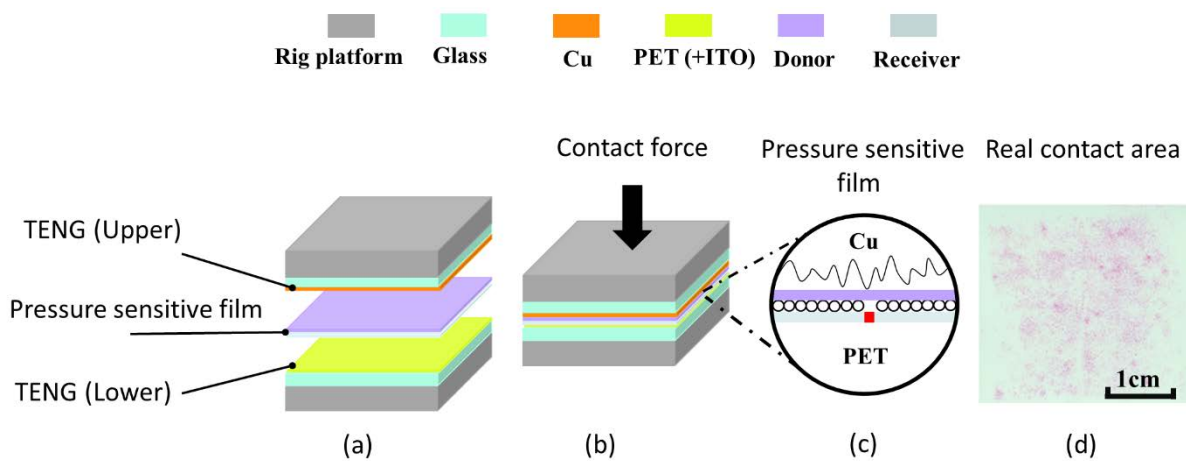 Rig platform
Glass
Cu
PET (+ITO)
Donor
Receiver
Contact force
Pressure sensitive
film
Real contact area
TENG (Upper)
Pressure sensitive film
TENG (Lower)
Cu
PET
1cm
(a)
(b)
(c)
(d)